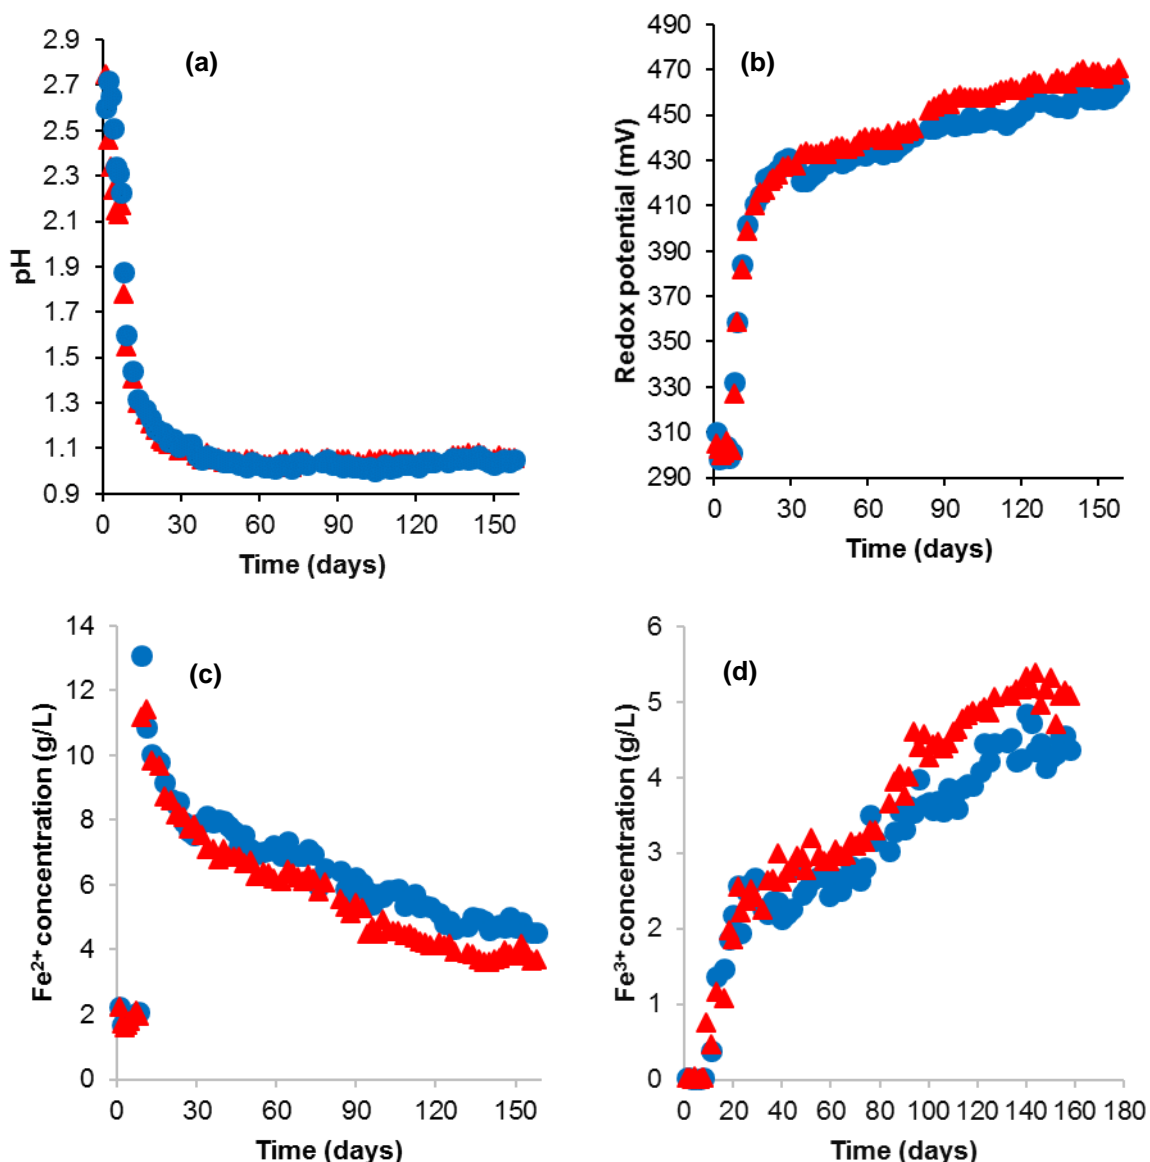 (a)
pH
2.9
2.7
2.5
2.3
2.1
1.9
1.7
1.5
1.3
1.1
0.9
0 30 60 90 120 150
Time (days)
(b)
Redox potential (mV)
490
470
450
430
410
390
370
350
330
310
290
0 30 60 90 120 150
Time (days)
(c)
Fe²⁺ concentration (g/L)
14
12
10
8
6
4
2
0
0 30 60 90 120 150
Time (days)
(d)
Fe³⁺ concentration (g/L)
6
5
4
3
2
1
0
0 20 40 60 80 100 120 140 160 180
Time (days)